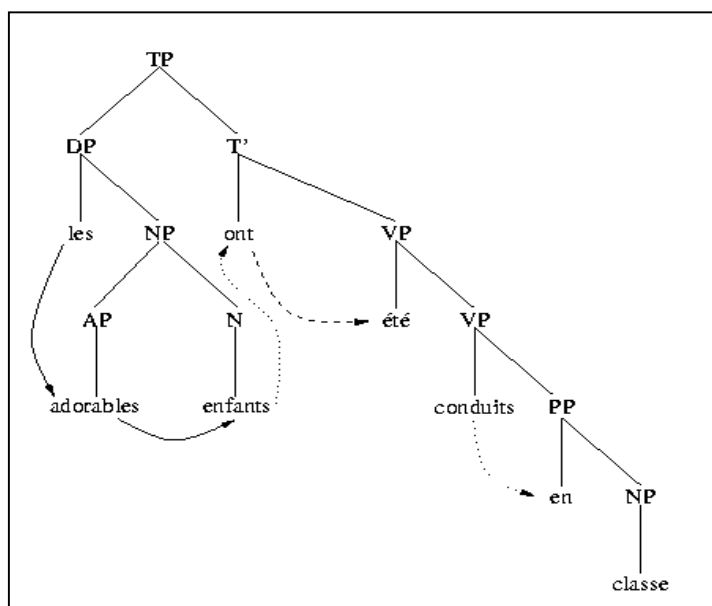 TP
DP T'
les NP ont VP
AP N été VP
adorables enfants conduits PP
en NP
classe